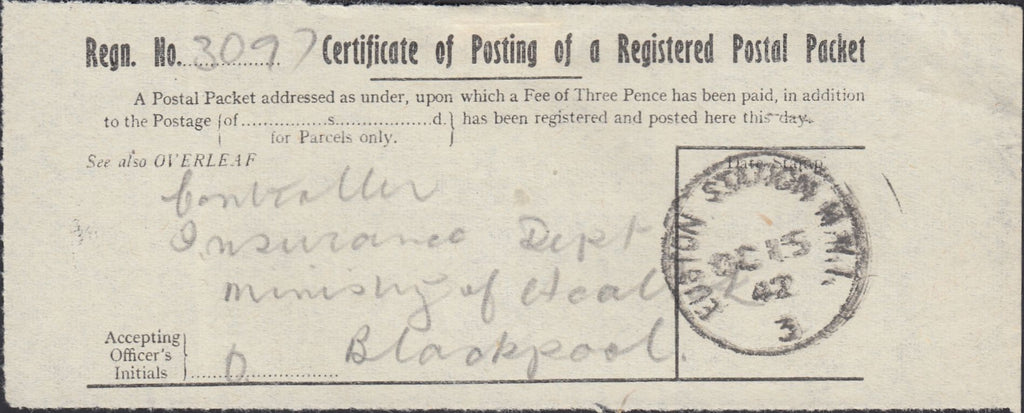 Regn. No. 3097 Certificate of Posting of a Registered Postal Packet
A Postal Packet addressed as under, upon which a Fee of Three Pence has been paid, in addition
to the Postage {of..................s..................d.} has been registered and posted here this day.
for Parcels only.
See also OVERLEAF
Date Stamp
Controller
Insurance Dept
Ministry of Health
Blackpool.
EUSTON STATION N.W.1.
OC 15
42
3
Accepting
Officer's
Initials